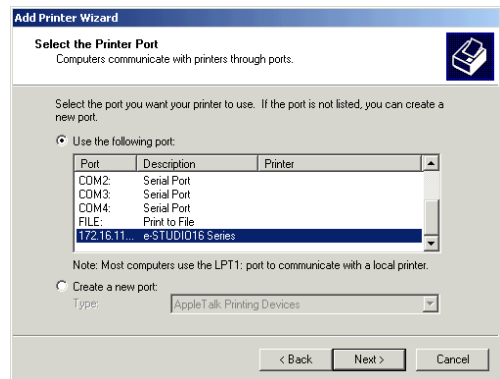 Add Printer Wizard
Select the Printer Port
Computers communicate with printers through ports.
Select the port you want your printer to use. If the port is not listed, you can create a
new port.
Use the following port:
Port Description Printer
COM2: Serial Port
COM3: Serial Port
COM4: Serial Port
FILE: Print to File
172.16.11... e-STUDIO16 Series
Note: Most computers use the LPT1: port to communicate with a local printer.
Create a new port:
Type: AppleTalk Printing Devices
< Back Next > Cancel